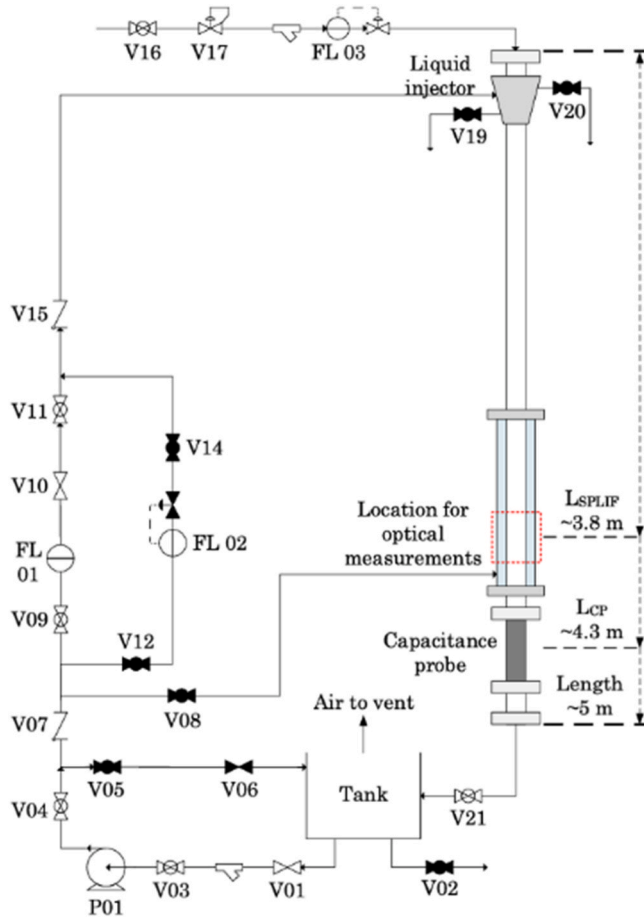 V16
V17
FL 03
Liquid
injector
V20
V19
V15
V11
V14
V10
Location for
optical
measurements
LSPLIF
~3.8 m
FL
01
FL 02
V09
V12
LCP
~4.3 m
Capacitance
probe
V08
Length
~5 m
V07
Air to vent
V05
V06
Tank
V04
V21
P01
V03
V01
V02